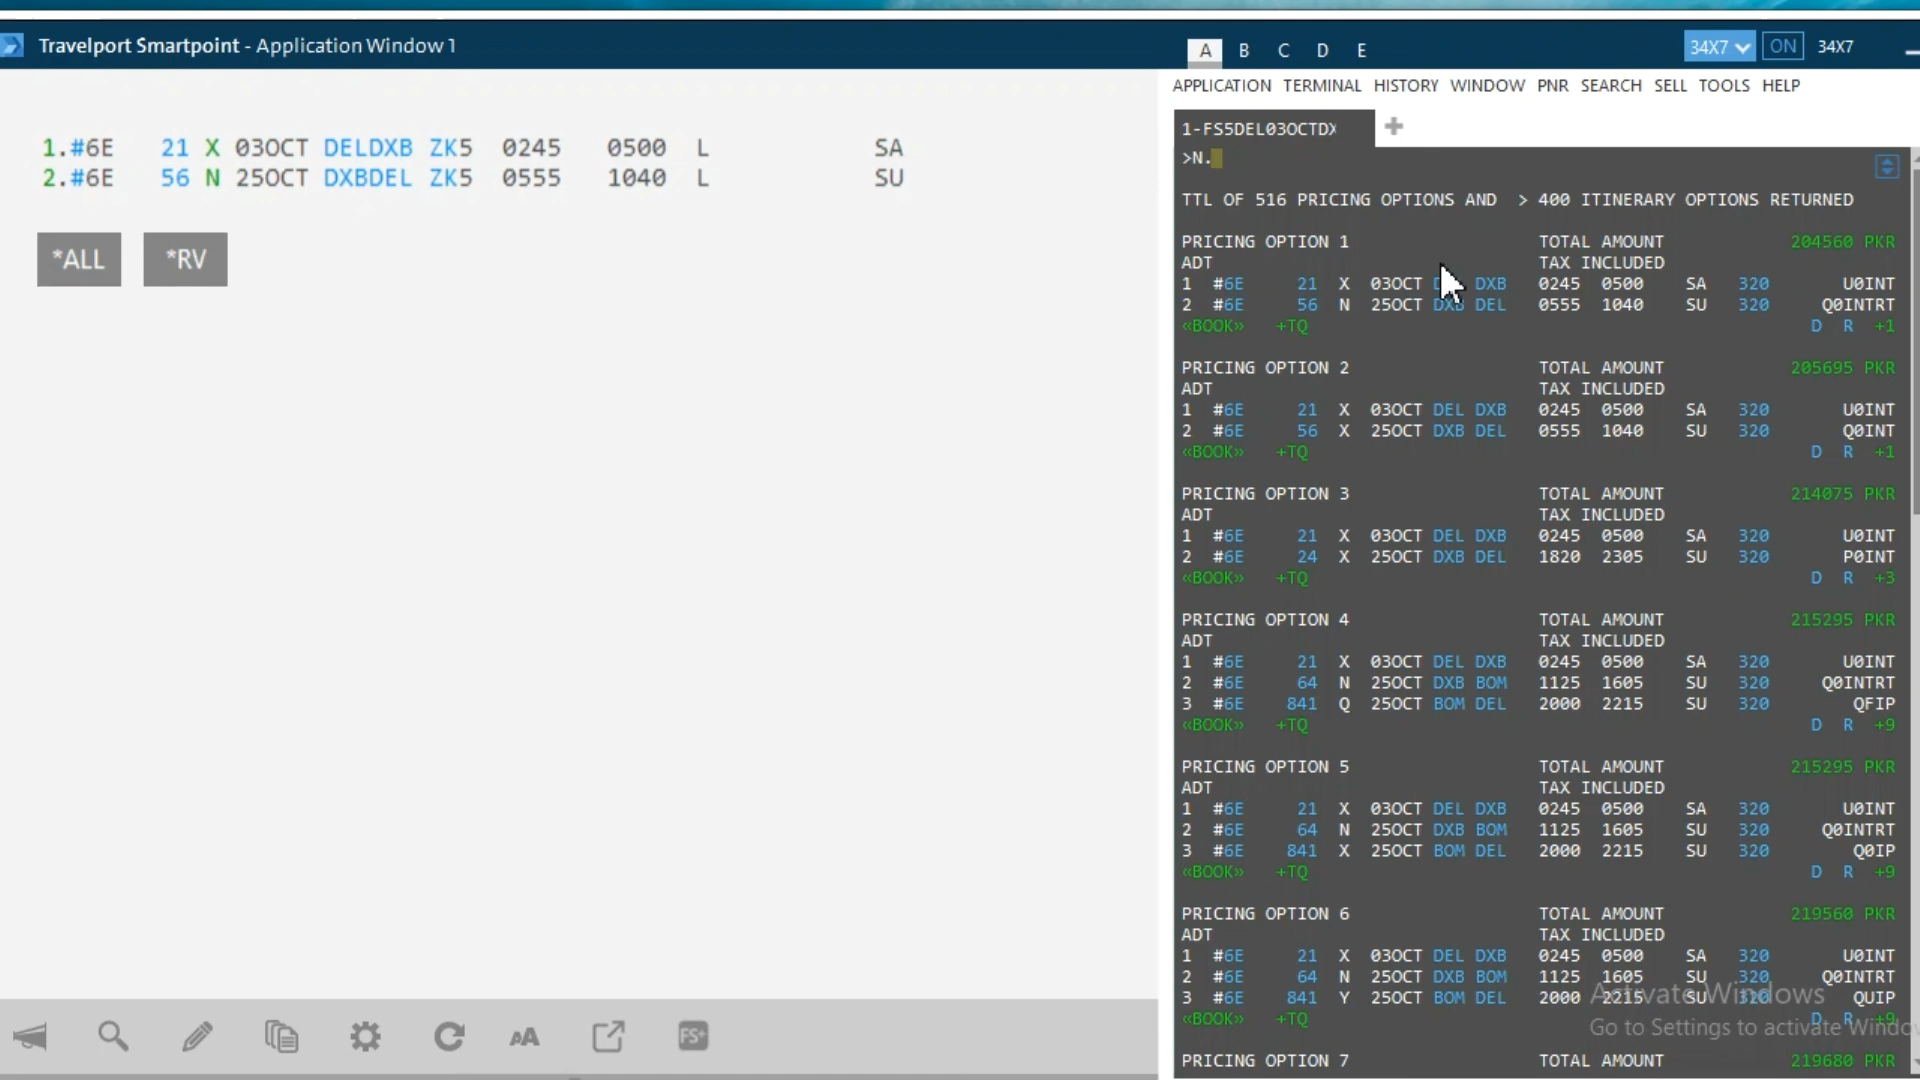 Travelport Smartpoint - Application Window 1
A B C D E
34X7 ON 34X7
APPLICATION TERMINAL HISTORY WINDOW PNR SEARCH SELL TOOLS HELP
1.#6E 21 X 03OCT DELDXB ZK5 0245 0500 L SA
2.#6E 56 N 25OCT DXBDEL ZK5 0555 1040 L SU
*ALL *RV
1-FS5DEL03OCTDX
>N.
TTL OF 516 PRICING OPTIONS AND > 400 ITINERARY OPTIONS RETURNED
PRICING OPTION 1 TOTAL AMOUNT 204560 PKR
ADT TAX INCLUDED
1 #6E 21 X 03OCT DXB 0245 0500 SA 320 U0INT
2 #6E 56 N 25OCT DXB DEL 0555 1040 SU 320 Q0INTRT
«BOOK» +TQ D R +1
PRICING OPTION 2 TOTAL AMOUNT 205695 PKR
ADT TAX INCLUDED
1 #6E 21 X 03OCT DEL DXB 0245 0500 SA 320 U0INT
2 #6E 56 X 25OCT DXB DEL 0555 1040 SU 320 Q0INT
«BOOK» +TQ D R +1
PRICING OPTION 3 TOTAL AMOUNT 214075 PKR
ADT TAX INCLUDED
1 #6E 21 X 03OCT DEL DXB 0245 0500 SA 320 U0INT
2 #6E 24 X 25OCT DXB DEL 1820 2305 SU 320 P0INT
«BOOK» +TQ D R +3
PRICING OPTION 4 TOTAL AMOUNT 215295 PKR
ADT TAX INCLUDED
1 #6E 21 X 03OCT DEL DXB 0245 0500 SA 320 U0INT
2 #6E 64 N 25OCT DXB BOM 1125 1605 SU 320 Q0INTRT
3 #6E 841 Q 25OCT BOM DEL 2000 2215 SU 320 QFIP
«BOOK» +TQ D R +9
PRICING OPTION 5 TOTAL AMOUNT 215295 PKR
ADT TAX INCLUDED
1 #6E 21 X 03OCT DEL DXB 0245 0500 SA 320 U0INT
2 #6E 64 N 25OCT DXB BOM 1125 1605 SU 320 Q0INTRT
3 #6E 841 X 25OCT BOM DEL 2000 2215 SU 320 Q0IP
«BOOK» +TQ D R +9
PRICING OPTION 6 TOTAL AMOUNT 219560 PKR
ADT TAX INCLUDED
1 #6E 21 X 03OCT DEL DXB 0245 0500 SA 320 U0INT
2 #6E 64 N 25OCT DXB BOM 1125 1605 SU 320 Q0INTRT
3 #6E 841 Y 25OCT BOM DEL 2000 2215 SU 320 QUIP
«BOOK» +TQ D R +9
PRICING OPTION 7 TOTAL AMOUNT 219680 PKR
Activate Windows
Go to Settings to activate Windo
AA FS+